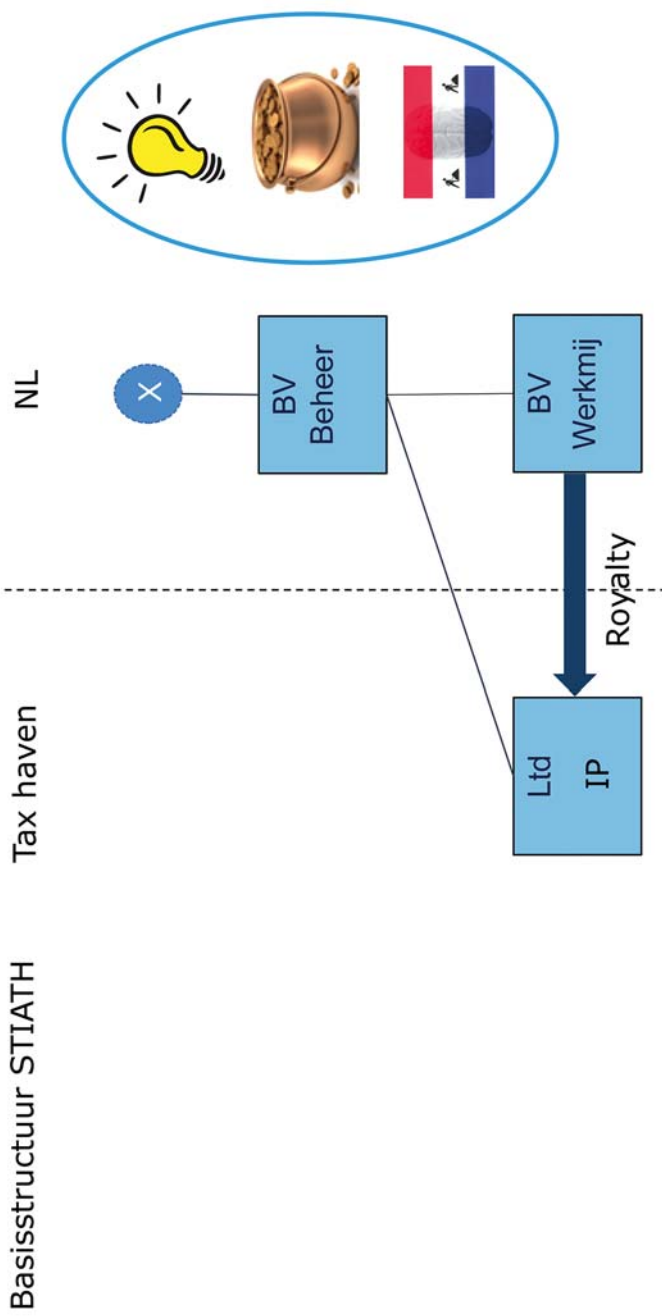 Basisstructuur STIATH
Tax haven
NL
X
BV
Beheer
Ltd
IP
BV
Werkmij
Royalty